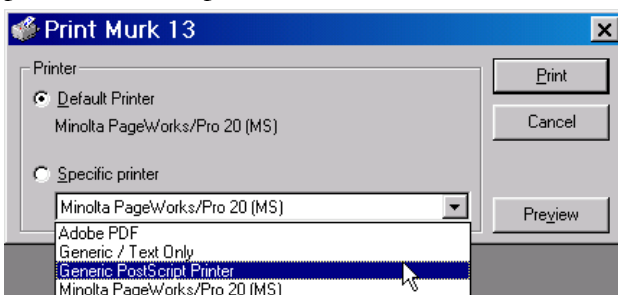 Print Murk 13
Printer
Print
Default Printer
Minolta PageWorks/Pro 20 (MS)
Cancel
Specific printer
Minolta PageWorks/Pro 20 (MS)
Preview
Adobe PDF
Generic / Text Only
Generic PostScript Printer
Minolta PageWorks/Pro 20 (MS)